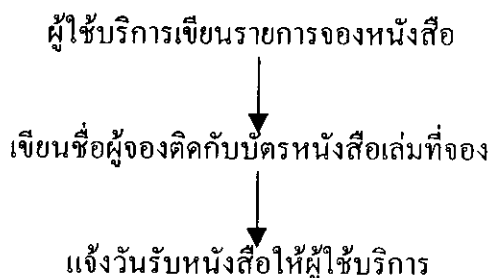 ผู้ใช้บริการเขียนรายการจองหนังสือ
เขียนชื่อผู้จองติดกับบัตรหนังสือเล่มที่จอง
แจ้งวันรับหนังสือให้ผู้ใช้บริการ